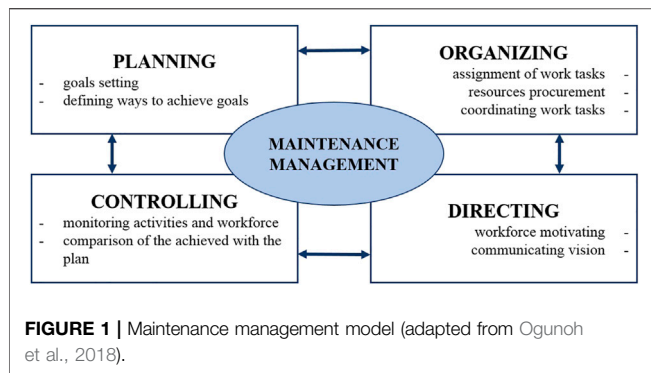 PLANNING
- goals setting
- defining ways to achieve goals
ORGANIZING
assignment of work tasks -
resources procurement -
coordinating work tasks -
MAINTENANCE
MANAGEMENT
CONTROLLING
- monitoring activities and workforce
- comparison of the achieved with the
plan
DIRECTING
workforce motivating -
communicating vision -
FIGURE 1 | Maintenance management model (adapted from Ogunoh
et al., 2018).